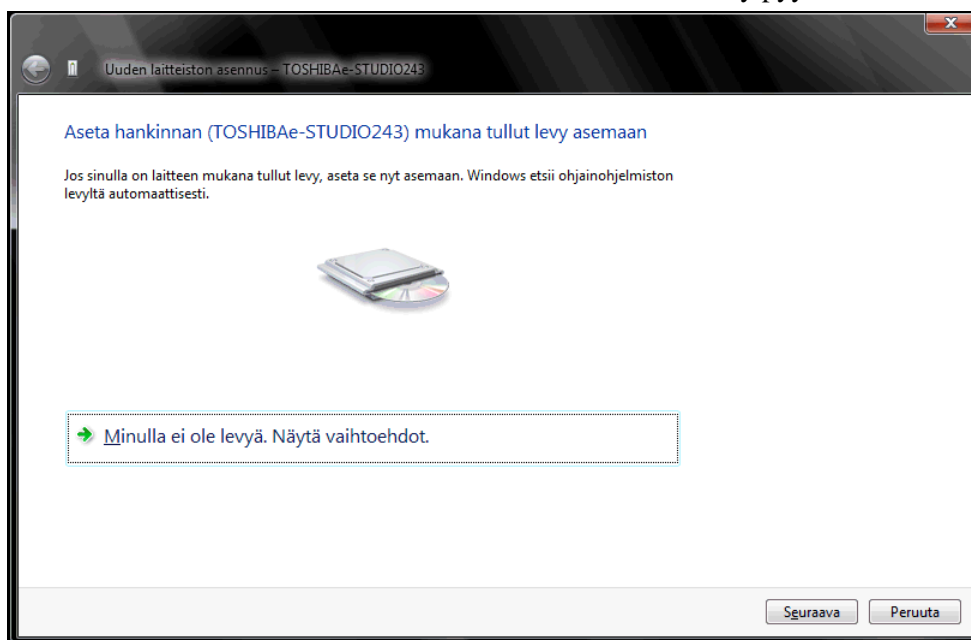 Uuden laitteiston asennus – TOSHIBAe-STUDIO243
Aseta hankinnan (TOSHIBAe-STUDIO243) mukana tullut levy asemaan
Jos sinulla on laitteen mukana tullut levy, aseta se nyt asemaan. Windows etsii ohjainohjelmiston
levyltä automaattisesti.
Minulla ei ole levyä. Näytä vaihtoehdot.
Seuraava Peruuta